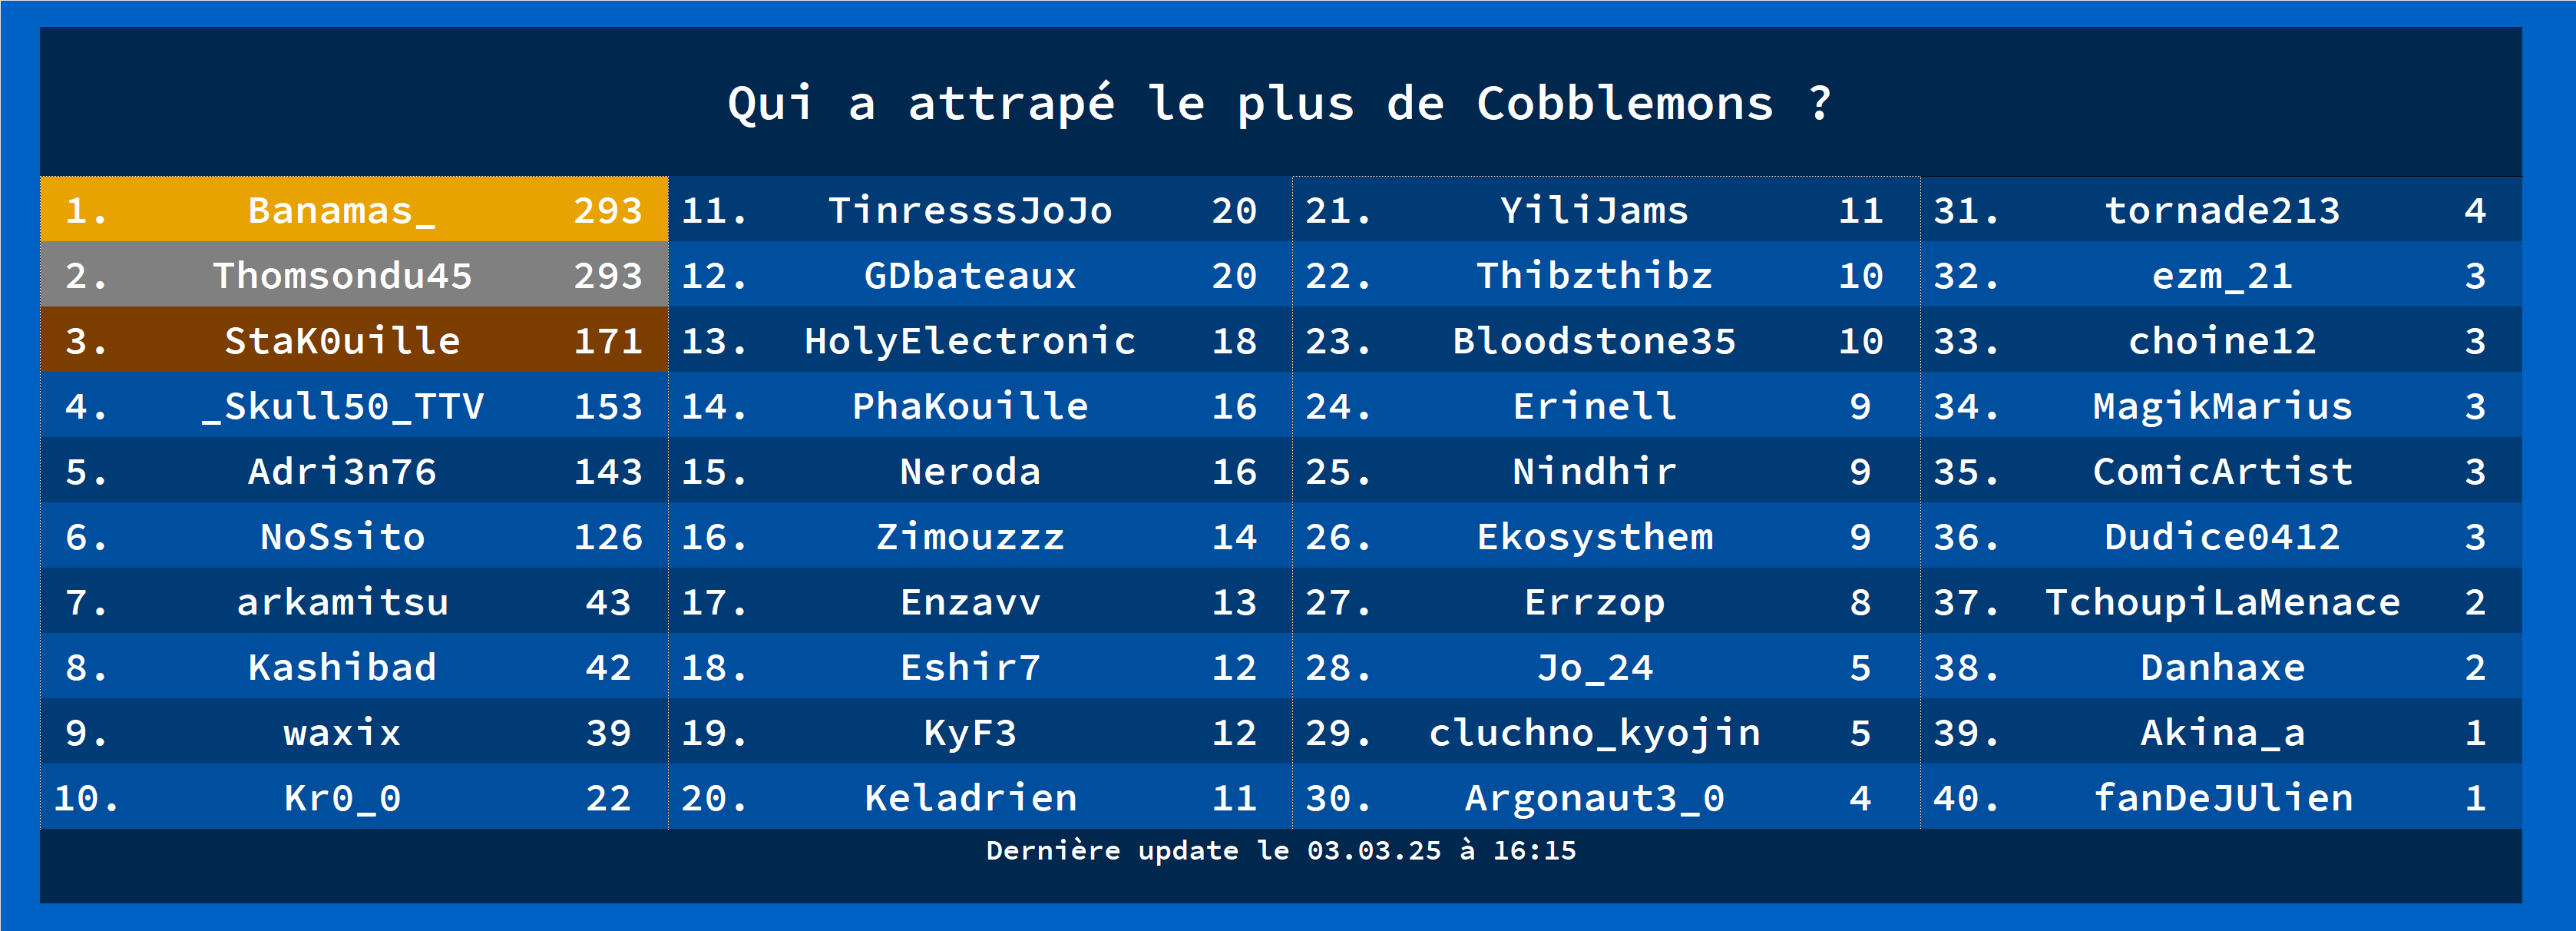 Qui a attrapé le plus de Cobblemons ?
1. Banamas_ 293 11. TinresssJoJo 20 21. YiliJams 11 31. tornade213 4
2. Thomsondu45 293 12. GDbateaux 20 22. Thibzthibz 10 32. ezm_21 3
3. StaK0uille 171 13. HolyElectronic 18 23. Bloodstone35 10 33. choine12 3
4. _Skull50_TTV 153 14. PhaKouille 16 24. Erinell 9 34. MagikMarius 3
5. Adri3n76 143 15. Neroda 16 25. Nindhir 9 35. ComicArtist 3
6. NoSsito 126 16. Zimouzzz 14 26. Ekosysthem 9 36. Dudice0412 3
7. arkamitsu 43 17. Enzavv 13 27. Errzop 8 37. TchoupiLaMenace 2
8. Kashibad 42 18. Eshir7 12 28. Jo_24 5 38. Danhaxe 2
9. waxix 39 19. KyF3 12 29. cluchno_kyojin 5 39. Akina_a 1
10. Kr0_0 22 20. Keladrien 11 30. Argonaut3_0 4 40. fanDeJUlien 1
Dernière update le 03.03.25 à 16:15